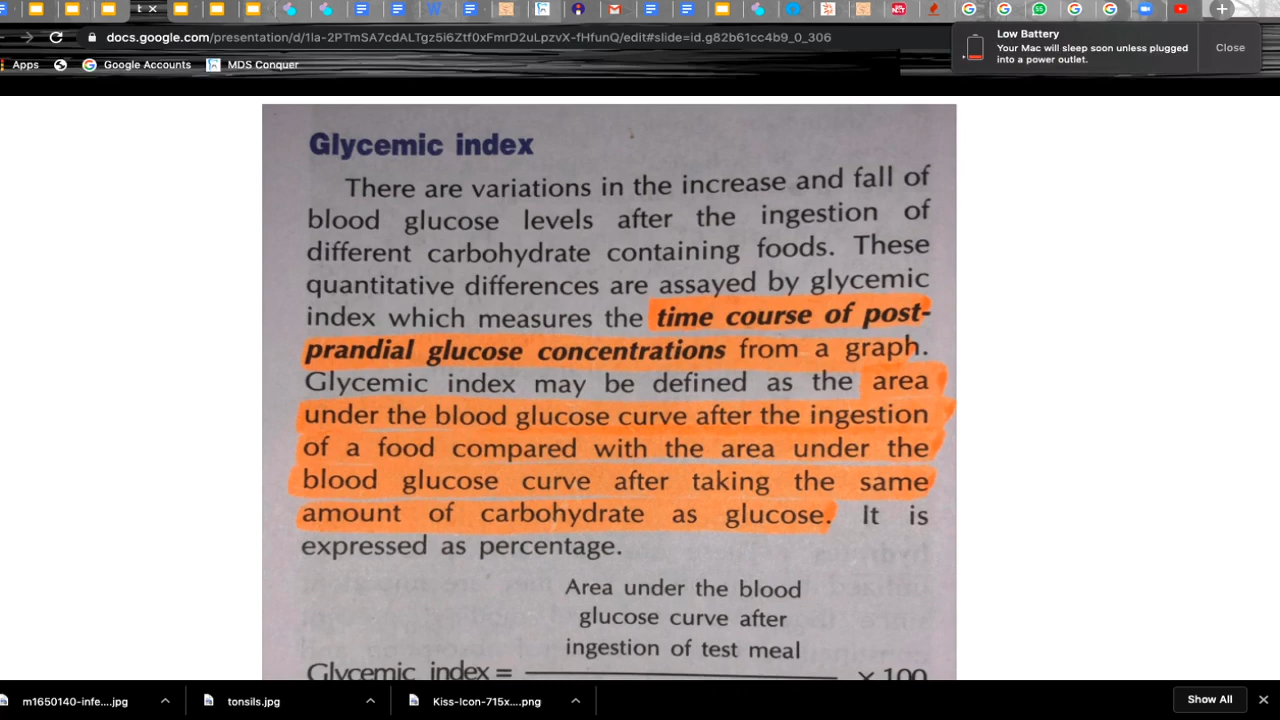 t
docs.google.com/presentation/d/1la-2PTmSA7cdALTgz5i6Ztf0xFmrD2uLpzvX-fHfunQ/edit#slide=id.g82b61cc4b9_0_306
Low Battery
Your Mac will sleep soon unless plugged
into a power outlet.
Close
Apps
Google Accounts
MDS Conquer
Glycemic index
There are variations in the increase and fall of
blood glucose levels after the ingestion of
different carbohydrate containing foods. These
quantitative differences are assayed by glycemic
index which measures the time course of post-
prandial glucose concentrations from a graph.
Glycemic index may be defined as the area
under the blood glucose curve after the ingestion
of a food compared with the area under the
blood glucose curve after taking the same
amount of carbohydrate as glucose. It is
expressed as percentage.
Area under the blood
glucose curve after
ingestion of test meal
Glycemic index = × 100
m1650140-infe....jpg
tonsils.jpg
Kiss-Icon-715x....png
Show All